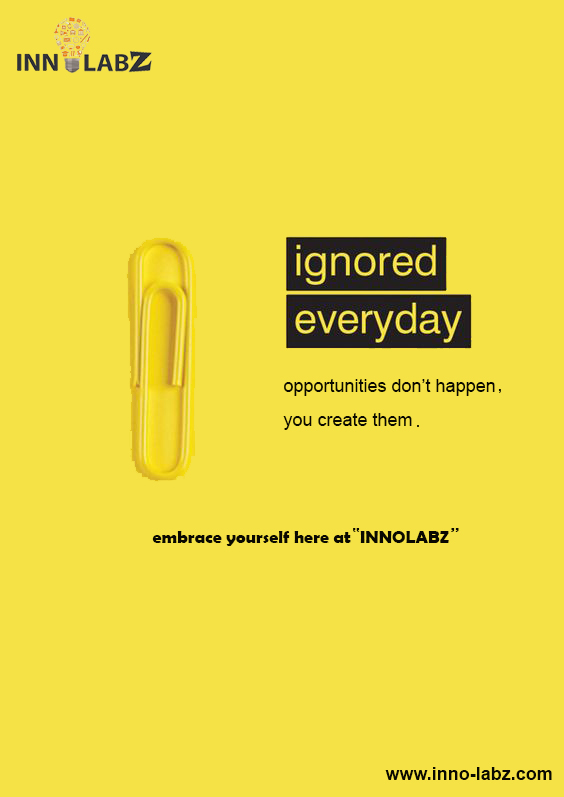 INNOLABZ
ignored
everyday
opportunities don't happen,
you create them.
embrace yourself here at "INNOLABZ"
www.inno-labz.com